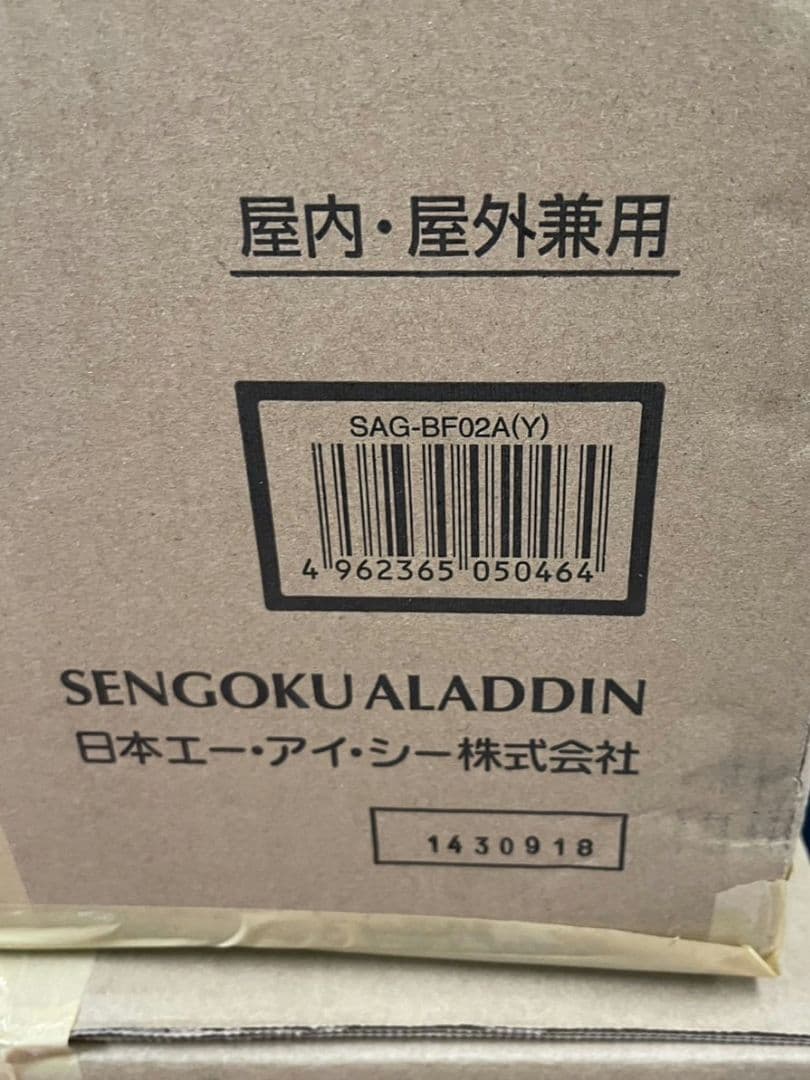 屋内・屋外兼用
SAG-BF02A(Y)
4 962365 050464
SENGOKU ALADDIN
日本エー・アイ・シー株式会社
1430918